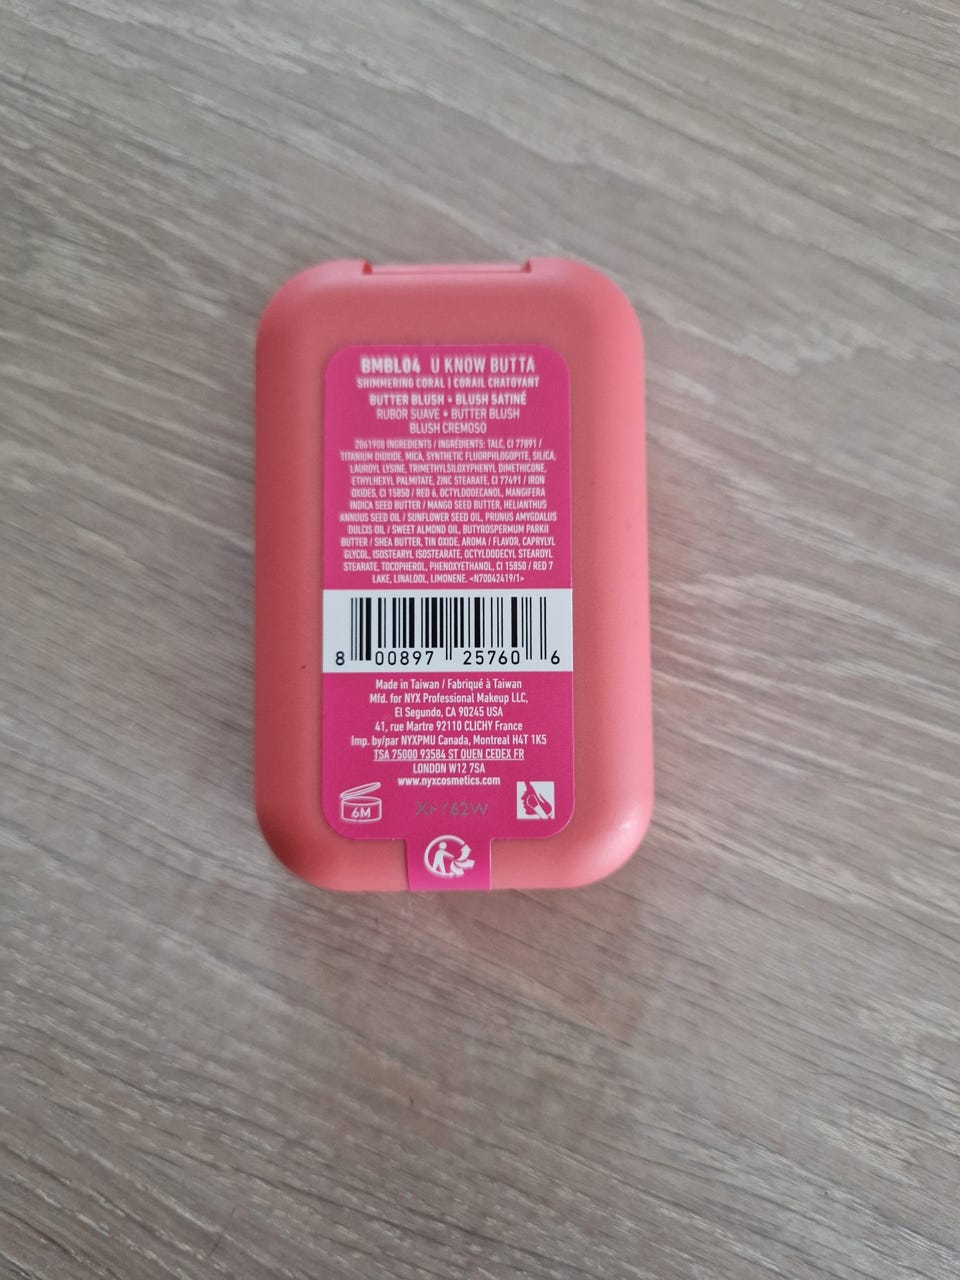 BMBL04 U KNOW BUTTA
SHIMMERING CORAL | CORAIL CHATOYANT
BUTTER BLUSH • BLUSH SATINÉ
RUBOR SUAVE • BUTTER BLUSH
BLUSH CREMOSO
2061908 INGREDIENTS / INGRÉDIENTS: TALC, CI 77891 /
TITANIUM DIOXIDE, MICA, SYNTHETIC FLUORPHLOGOPITE, SILICA,
LAUROYL LYSINE, TRIMETHYLSILOXYPHENYL DIMETHICONE,
ETHYLHEXYL PALMITATE, ZINC STEARATE, CI 77491 / IRON
OXIDES, CI 15850 / RED 6, OCTYLDODECANOL, MANGIFERA
INDICA SEED BUTTER / MANGO SEED BUTTER, HELIANTHUS
ANNUUS SEED OIL / SUNFLOWER SEED OIL, PRUNUS AMYGDALUS
DULCIS OIL / SWEET ALMOND OIL, BUTYROSPERMUM PARKII
BUTTER / SHEA BUTTER, TIN OXIDE, AROMA / FLAVOR, CAPRYLYL
GLYCOL, ISOSTEARYL ISOSTEARATE, OCTYLDODECYL STEAROYL
STEARATE, TOCOPHEROL, PHENOXYETHANOL, CI 15850 / RED 7
LAKE, LINALOOL, LIMONENE. <N70042419/1>
8 00897 25760 6
Made in Taiwan / Fabriqué à Taiwan
Mfd. for NYX Professional Makeup LLC,
El Segundo, CA 90245 USA
41, rue Martre 92110 CLICHY France
Imp. by/par NYXPMU Canada, Montreal H4T 1K5
TSA 75000 93584 ST OUEN CEDEX FR
LONDON W12 7SA
www.nyxcosmetics.com
6M